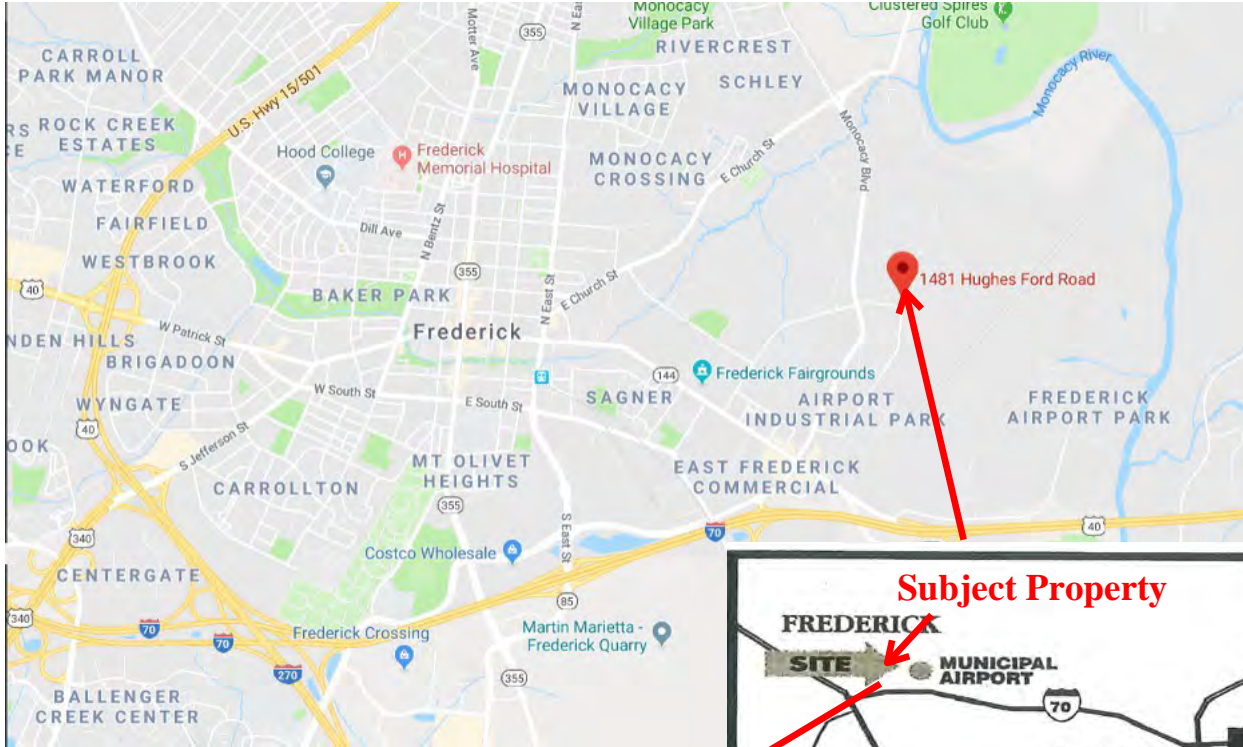 Monocacy
Village Park
Clustered Spires
Golf Club
CARROLL
PARK MANOR
Motter Ave
355
N Eas
RIVERCREST
SCHLEY
MONOCACY
VILLAGE
Monocacy River
U.S. Hwy 15/501
RS
CE
ROCK CREEK
ESTATES
Hood College
H
Frederick
Memorial Hospital
MONOCACY
CROSSING
E Church St
Monocacy Blvd
WATERFORD
FAIRFIELD
Dill Ave
N Bentz St
WESTBROOK
355
40
BAKER PARK
N East St
E Church St
1481 Hughes Ford Road
W Patrick St
Frederick
NDEN HILLS
BRIGADOON
144
Frederick Fairgrounds
W South St
E South St
SAGNER
AIRPORT
INDUSTRIAL PARK
FREDERICK
AIRPORT PARK
WYNGATE
40
OOK
S Jefferson St
MT OLIVET
HEIGHTS
EAST FREDERICK
COMMERCIAL
CARROLLTON
355
S East St
70
40
340
Costco Wholesale
CENTERGATE
85
340
70
70
Frederick Crossing
Martin Marietta -
Frederick Quarry
270
355
BALLENGER
CREEK CENTER
Subject Property
FREDERICK
SITE
MUNICIPAL
AIRPORT
70